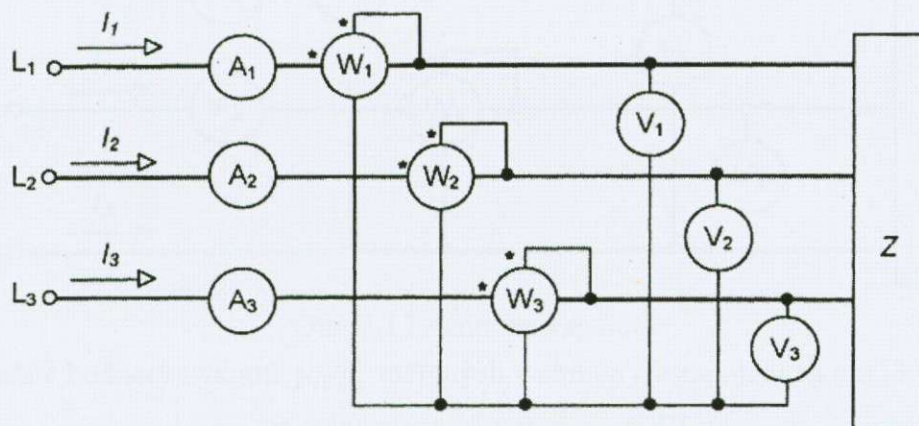 I1
* 
L1 A1 * W1
V1
I2
*
L2 A2 * W2
V2
Z
I3
*
L3 A3 * W3
V3